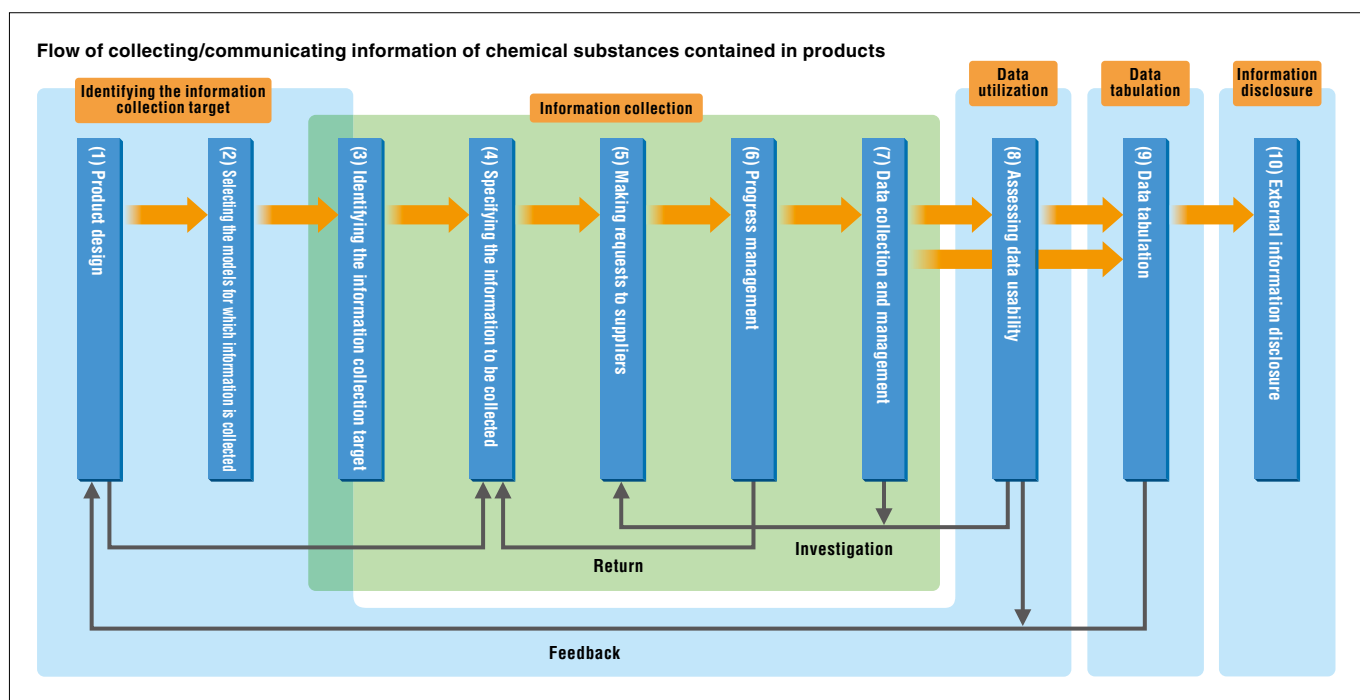 Flow of collecting/communicating information of chemical substances contained in products
Identifying the information
collection target
Information collection
Data
utilization
Data
tabulation
Information
disclosure
(1) Product design
(2) Selecting the models for which information is collected
(3) Identifying the information collection target
(4) Specifying the information to be collected
(5) Making requests to suppliers
(6) Progress management
(7) Data collection and management
(8) Assessing data usability
(9) Data tabulation
(10) External information disclosure
Investigation
Return
Feedback